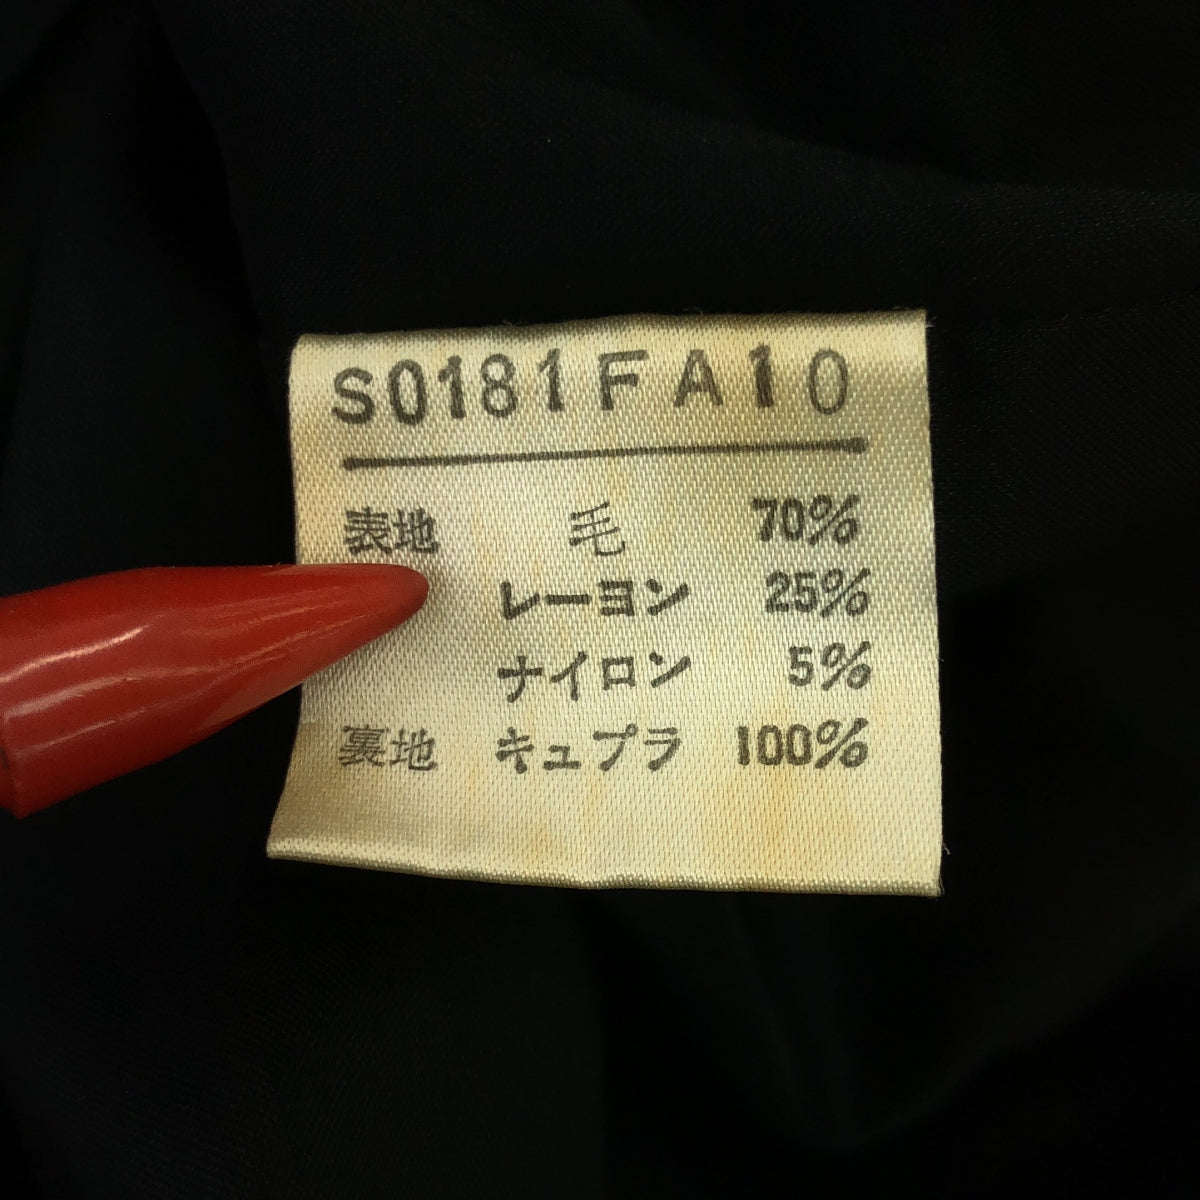 S0181FA10
表地 毛 70%
レーヨン 25%
ナイロン 5%
裏地 キュプラ 100%